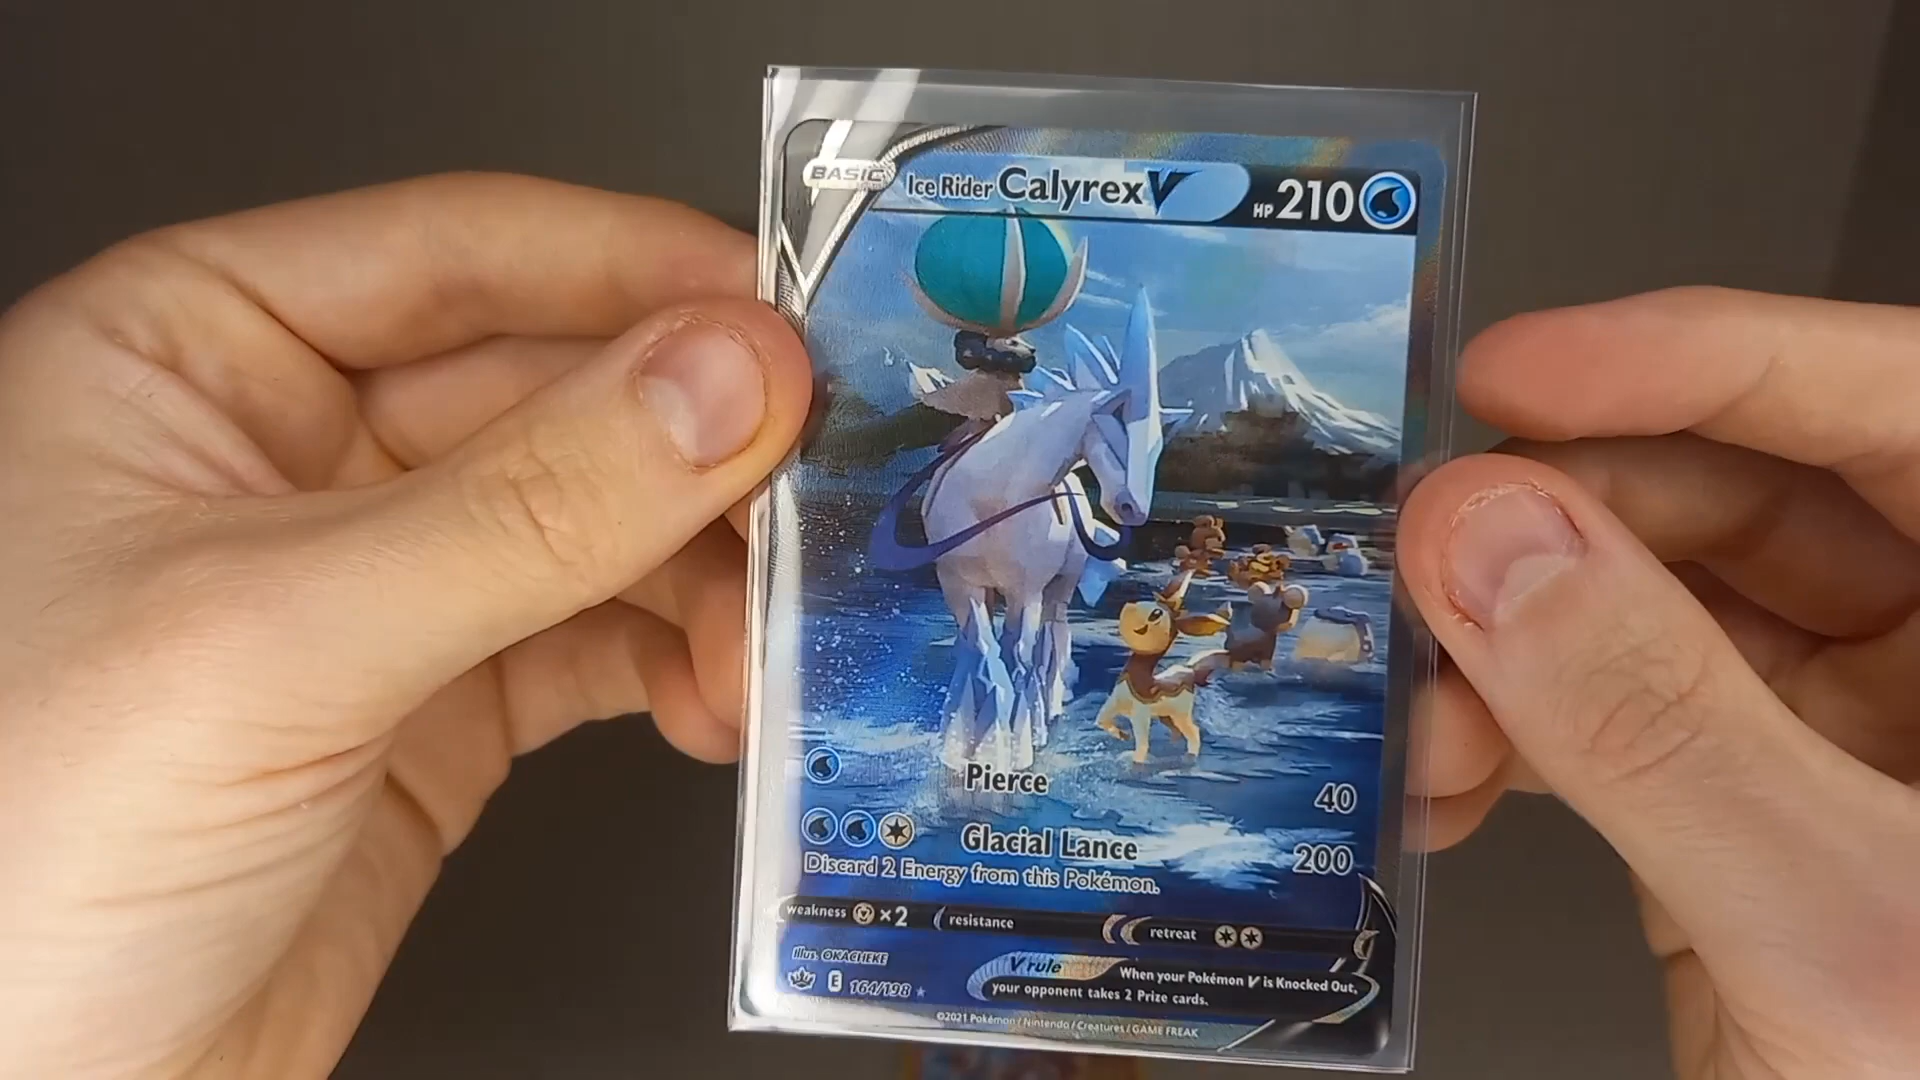 BASIC
Ice Rider Calyrex V
HP 210
Pierce 40
Glacial Lance 200
Discard 2 Energy from this Pokémon.
weakness ×2 resistance retreat
Illus. OKACHEKE
E 164/198
V rule
When your Pokémon V is Knocked Out,
your opponent takes 2 Prize cards.
©2021 Pokémon / Nintendo / Creatures / GAME FREAK